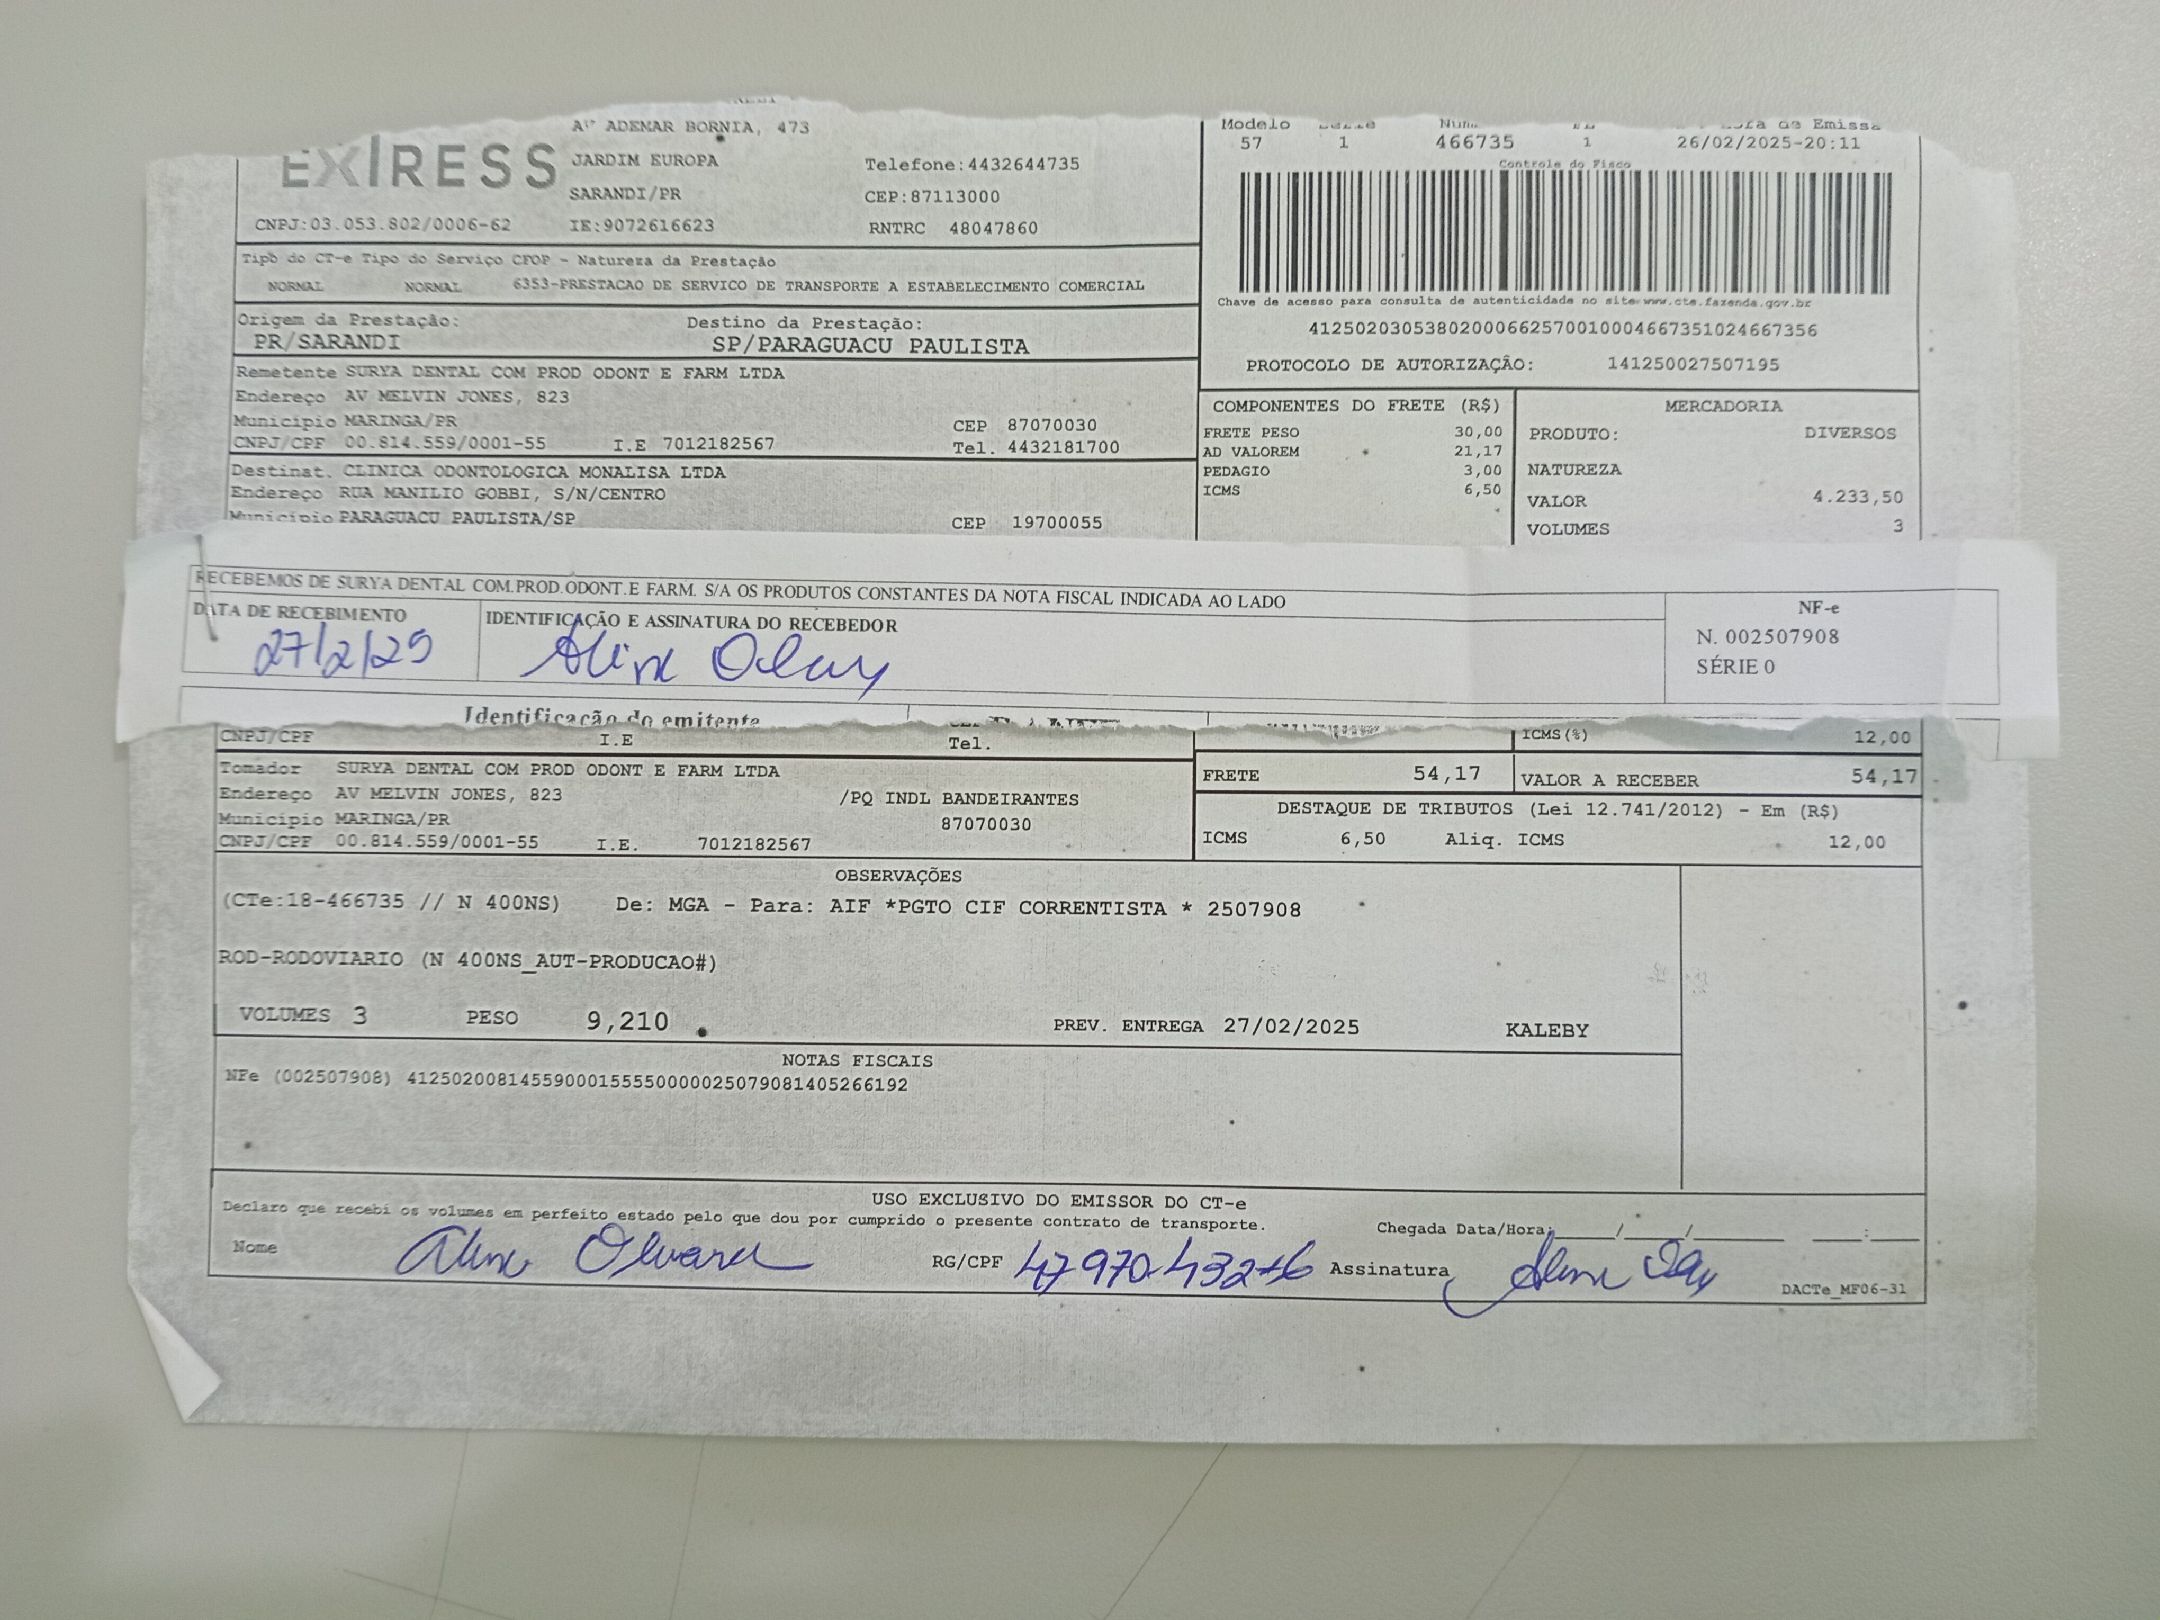 AV ADEMAR BORNIA, 473
EXPRESS
JARDIM EUROPA
Telefone:4432644735
SARANDI/PR
CEP:87113000
CNPJ:03.053.802/0006-62
IE:9072616623
RNTRC 48047860
Modelo
57 1 466735 1 26/02/2025-20:11
Controle do Fisco
Tipo do CT-e Tipo do Serviço CFOP - Natureza da Prestação
NORMAL NORMAL 6353-PRESTACAO DE SERVICO DE TRANSPORTE A ESTABELECIMENTO COMERCIAL
Chave de acesso para consulta de autenticidade no site www.cte.fazenda.gov.br
41250203053802000662570010004667351024667356
PROTOCOLO DE AUTORIZAÇÃO: 141250027507195
Origem da Prestação: Destino da Prestação:
PR/SARANDI SP/PARAGUACU PAULISTA
Remetente SURYA DENTAL COM PROD ODONT E FARM LTDA
Endereço AV MELVIN JONES, 823
Município MARINGA/PR CEP 87070030
CNPJ/CPF 00.814.559/0001-55 I.E 7012182567 Tel. 4432181700
Destinat. CLINICA ODONTOLOGICA MONALISA LTDA
Endereço RUA MANILIO GOBBI, S/N/CENTRO
Município PARAGUACU PAULISTA/SP CEP 19700055
COMPONENTES DO FRETE (R$)
FRETE PESO 30,00
AD VALOREM 21,17
PEDAGIO 3,00
ICMS 6,50
MERCADORIA
PRODUTO: DIVERSOS
NATUREZA
VALOR 4.233,50
VOLUMES 3
RECEBEMOS DE SURYA DENTAL COM.PROD.ODONT.E FARM. S/A OS PRODUTOS CONSTANTES DA NOTA FISCAL INDICADA AO LADO
DATA DE RECEBIMENTO
27/2/25
IDENTIFICAÇÃO E ASSINATURA DO RECEBEDOR
NF-e
N. 002507908
SÉRIE 0
Identificação do emitente
CNPJ/CPF I.E Tel.
ICMS(%) 12,00
Tomador SURYA DENTAL COM PROD ODONT E FARM LTDA
Endereço AV MELVIN JONES, 823 /PQ INDL BANDEIRANTES
Município MARINGA/PR 87070030
CNPJ/CPF 00.814.559/0001-55 I.E. 7012182567
FRETE 54,17 VALOR A RECEBER 54,17
DESTAQUE DE TRIBUTOS (Lei 12.741/2012) - Em (R$)
ICMS 6,50 Aliq. ICMS 12,00
OBSERVAÇÕES
(CTe:18-466735 // N 400NS) De: MGA - Para: AIF *PGTO CIF CORRENTISTA * 2507908
ROD-RODOVIARIO (N 400NS_AUT-PRODUCAO#)
VOLUMES 3 PESO 9,210 PREV. ENTREGA 27/02/2025 KALEBY
NOTAS FISCAIS
NFe (002507908) 41250200814559000155550000025079081405266192
USO EXCLUSIVO DO EMISSOR DO CT-e
Declaro que recebi os volumes em perfeito estado pelo que dou por cumprido o presente contrato de transporte.
Chegada Data/Hora:____/____/______ ___:___
Nome Aline RG/CPF Assinatura
DACTe_MF06-31